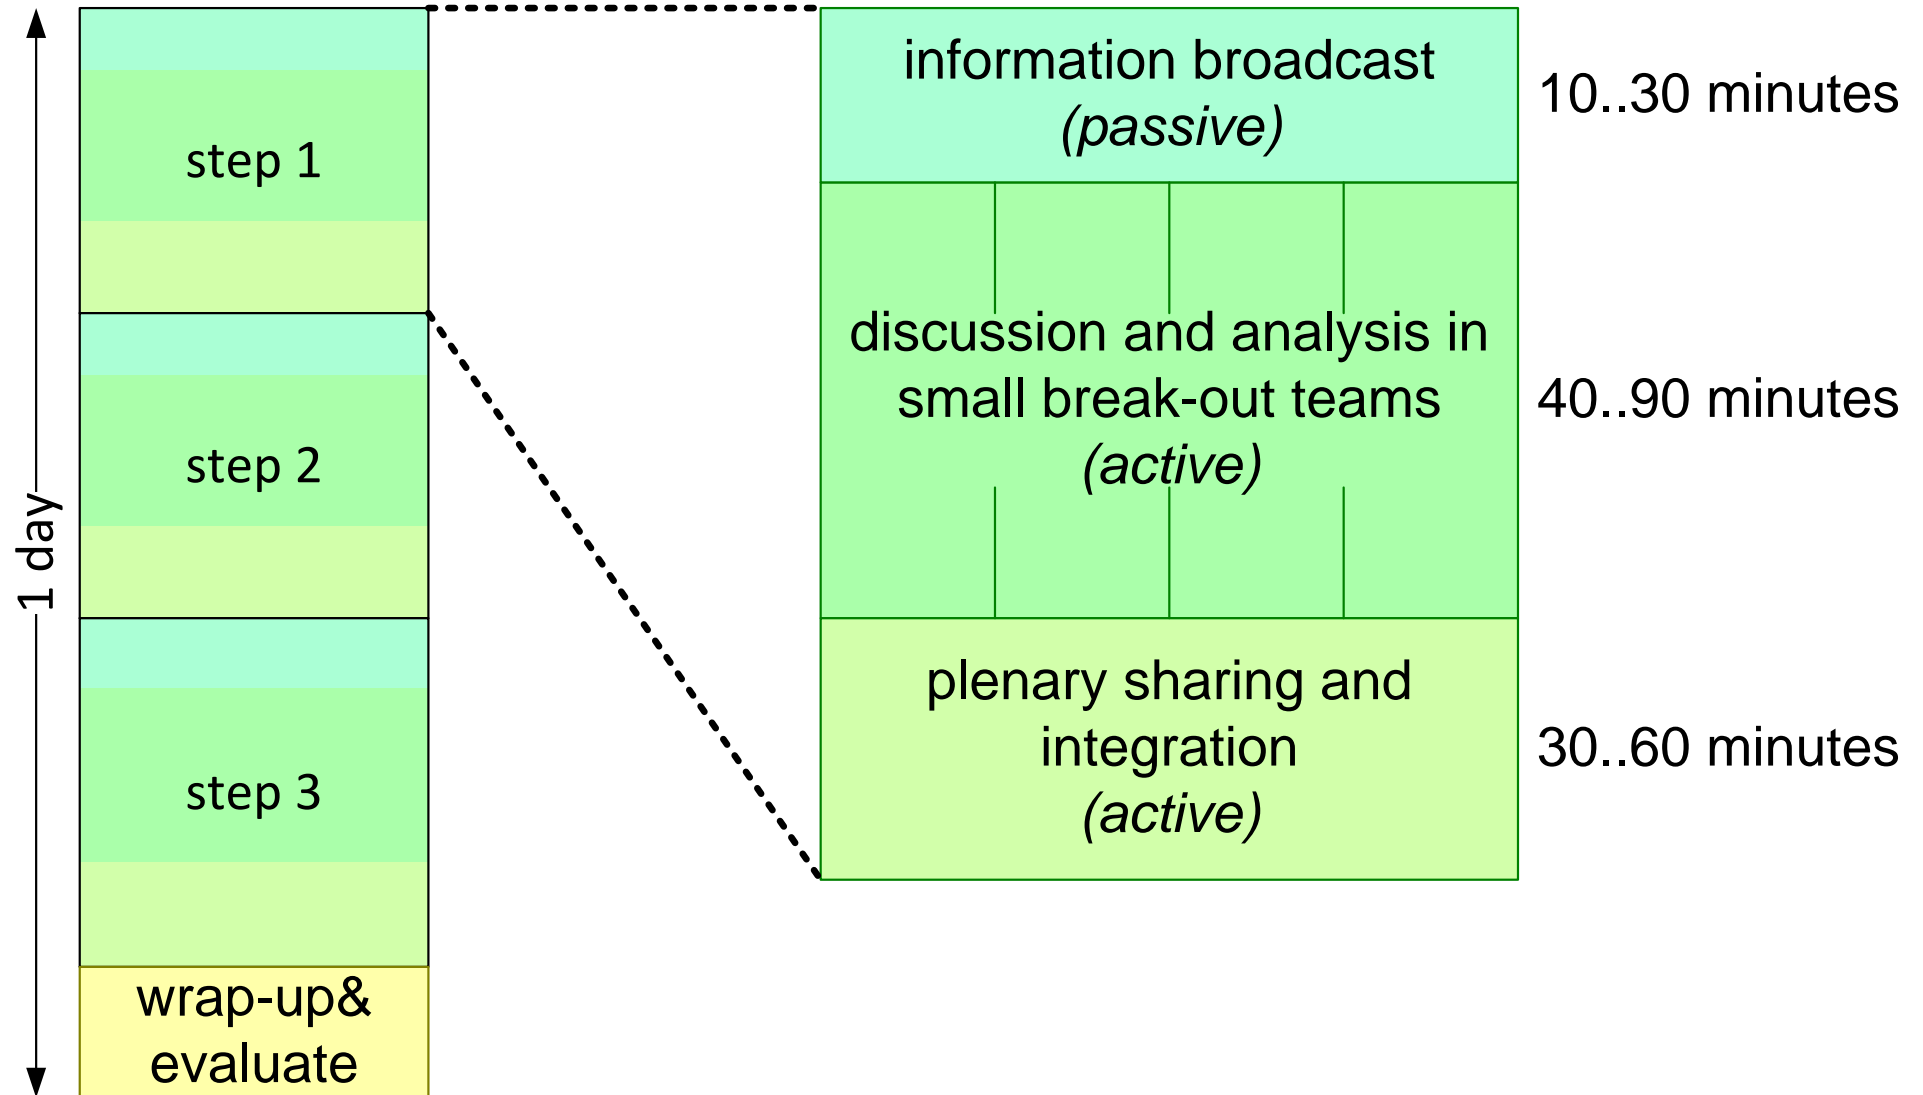 1 day
step 1
step 2
step 3
wrap-up&
evaluate
information broadcast
(passive)
10..30 minutes
discussion and analysis in
small break-out teams
(active)
40..90 minutes
plenary sharing and
integration
(active)
30..60 minutes